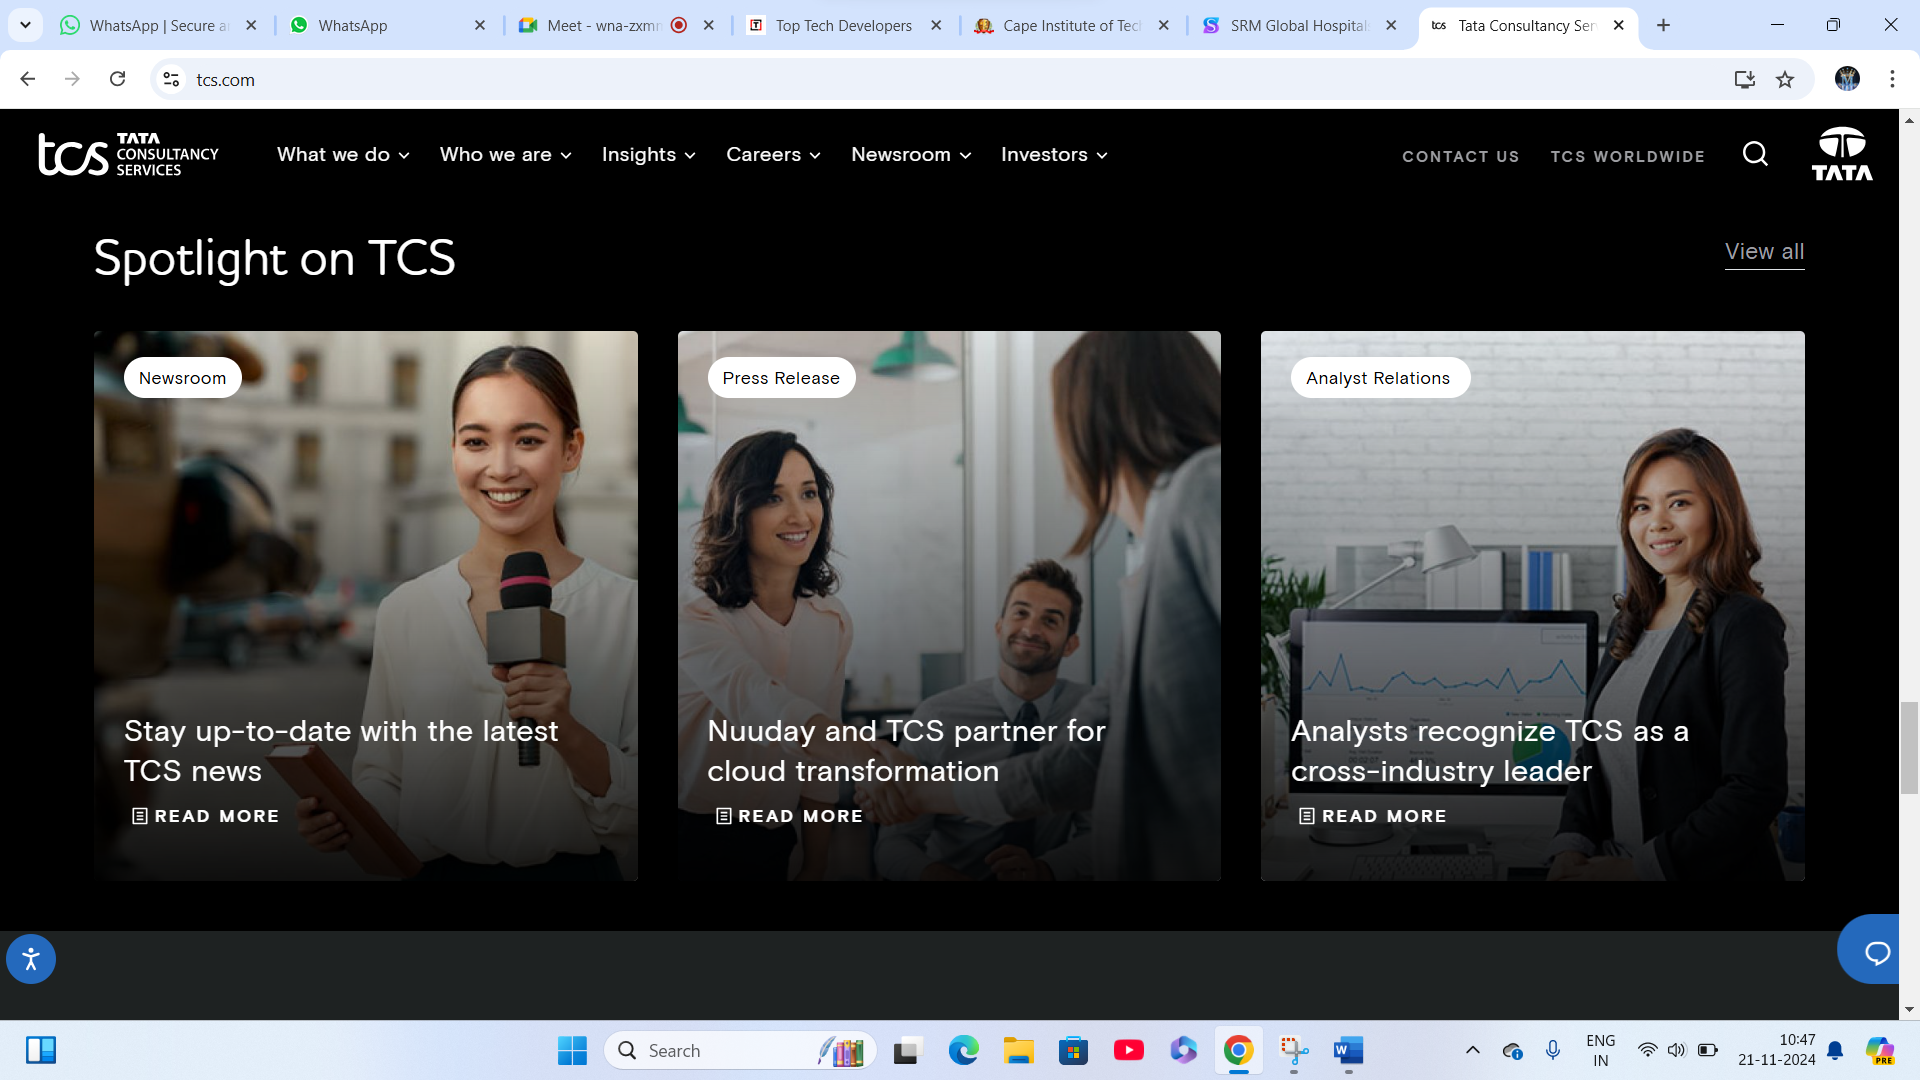 WhatsApp | Secure a
WhatsApp
Meet - wna-zxmr
Top Tech Developers
Cape Institute of Tec
SRM Global Hospital
tcs
Tata Consultancy Ser
tcs.com
tcs TATA CONSULTANCY SERVICES
What we do
Who we are
Insights
Careers
Newsroom
Investors
CONTACT US
TCS WORLDWIDE
TATA
Spotlight on TCS
View all
Newsroom
Stay up-to-date with the latest
TCS news
READ MORE
Press Release
Nuuday and TCS partner for
cloud transformation
READ MORE
Analyst Relations
Analysts recognize TCS as a
cross-industry leader
READ MORE
Search
ENG
IN
10:47
21-11-2024
PRE